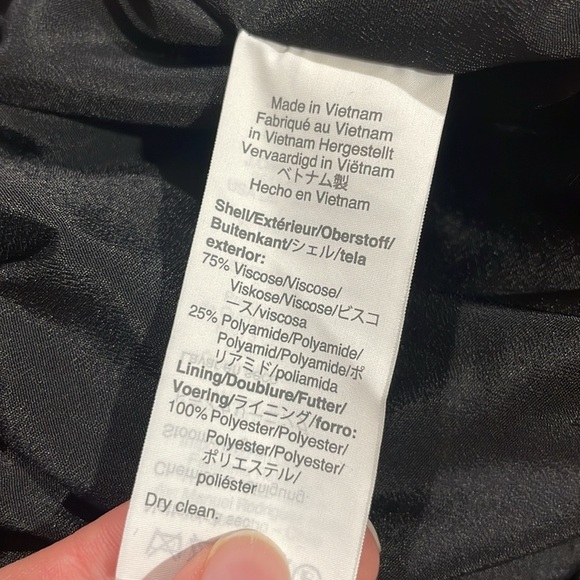 Made in Vietnam
Fabriqué au Vietnam
in Vietnam Hergestellt
Vervaardigd in Viëtnam
ベトナム製
Hecho en Vietnam
Shell/Extérieur/Oberstoff/
Buitenkant/シェル/tela
exterior:
75% Viscose/Viscose/
Viskose/Viscose/ビスコ
ース/viscosa
25% Polyamide/Polyamide/
Polyamid/Polyamide/ポ
リアミド/poliamida
Lining/Doublure/Futter/
Voering/ライニング/forro:
100% Polyester/Polyester/
Polyester/Polyester/
ポリエステル/
poliéster
Dry clean,